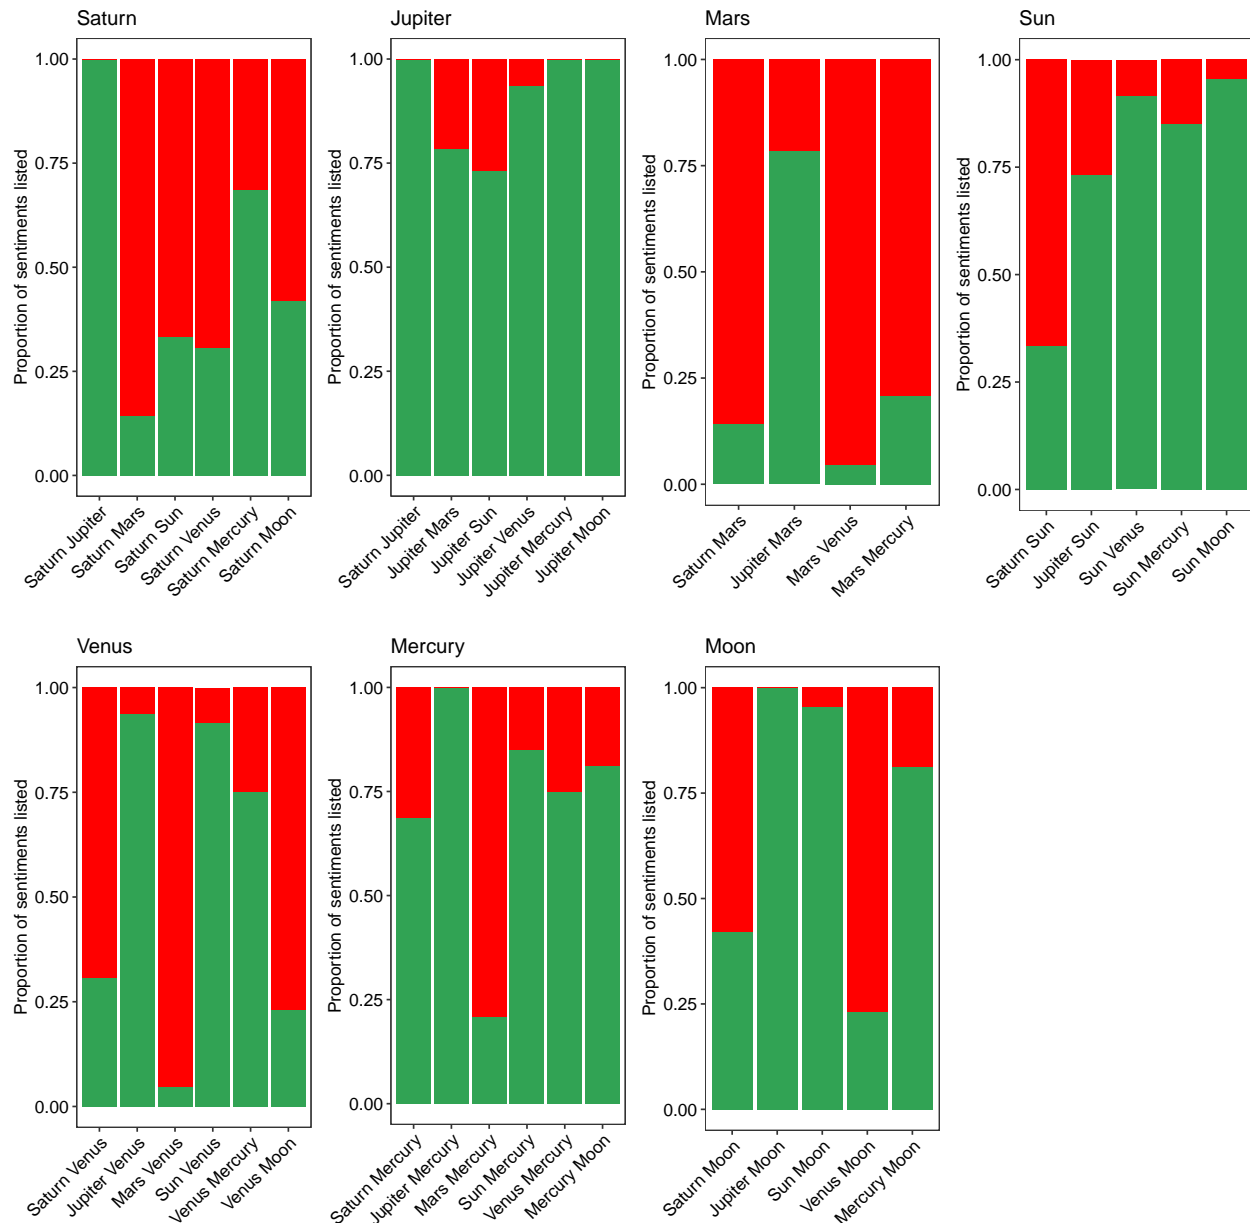 Saturn
Proportion of sentiments listed
1.00
0.75
0.50
0.25
0.00
Saturn Jupiter
Saturn Mars
Saturn Sun
Saturn Venus
Saturn Mercury
Saturn Moon
Jupiter
Proportion of sentiments listed
1.00
0.75
0.50
0.25
0.00
Saturn Jupiter
Jupiter Mars
Jupiter Sun
Jupiter Venus
Jupiter Mercury
Jupiter Moon
Mars
Proportion of sentiments listed
1.00
0.75
0.50
0.25
0.00
Saturn Mars
Jupiter Mars
Mars Venus
Mars Mercury
Sun
Proportion of sentiments listed
1.00
0.75
0.50
0.25
0.00
Saturn Sun
Jupiter Sun
Sun Venus
Sun Mercury
Sun Moon
Venus
Proportion of sentiments listed
1.00
0.75
0.50
0.25
0.00
Saturn Venus
Jupiter Venus
Mars Venus
Sun Venus
Venus Mercury
Venus Moon
Mercury
Proportion of sentiments listed
1.00
0.75
0.50
0.25
0.00
Saturn Mercury
Jupiter Mercury
Mars Mercury
Sun Mercury
Venus Mercury
Mercury Moon
Moon
Proportion of sentiments listed
1.00
0.75
0.50
0.25
0.00
Saturn Moon
Jupiter Moon
Sun Moon
Venus Moon
Mercury Moon